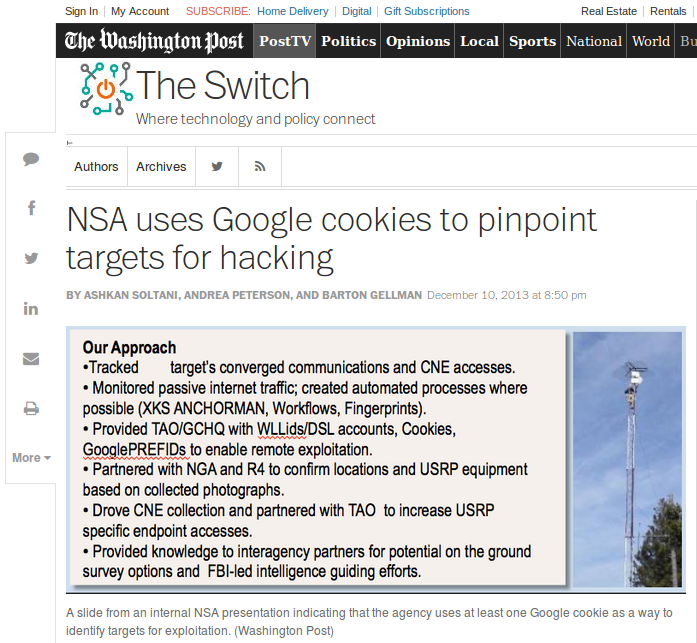 Sign In My Account SUBSCRIBE: Home Delivery Digital Gift Subscriptions Real Estate Rentals
The Washington Post PostTV Politics Opinions Local Sports National World Bu
The Switch
Where technology and policy connect
Authors Archives
NSA uses Google cookies to pinpoint
targets for hacking
BY ASHKAN SOLTANI, ANDREA PETERSON, AND BARTON GELLMAN December 10, 2013 at 8:50 pm
More
Our Approach
•Tracked target's converged communications and CNE accesses.
• Monitored passive internet traffic; created automated processes where
possible (XKS ANCHORMAN, Workflows, Fingerprints).
• Provided TAO/GCHQ with WLLids/DSL accounts, Cookies,
GooglePREFIDs to enable remote exploitation.
• Partnered with NGA and R4 to confirm locations and USRP equipment
based on collected photographs.
• Drove CNE collection and partnered with TAO to increase USRP
specific endpoint accesses.
• Provided knowledge to interagency partners for potential on the ground
survey options and FBI-led intelligence guiding efforts.
A slide from an internal NSA presentation indicating that the agency uses at least one Google cookie as a way to
identify targets for exploitation. (Washington Post)